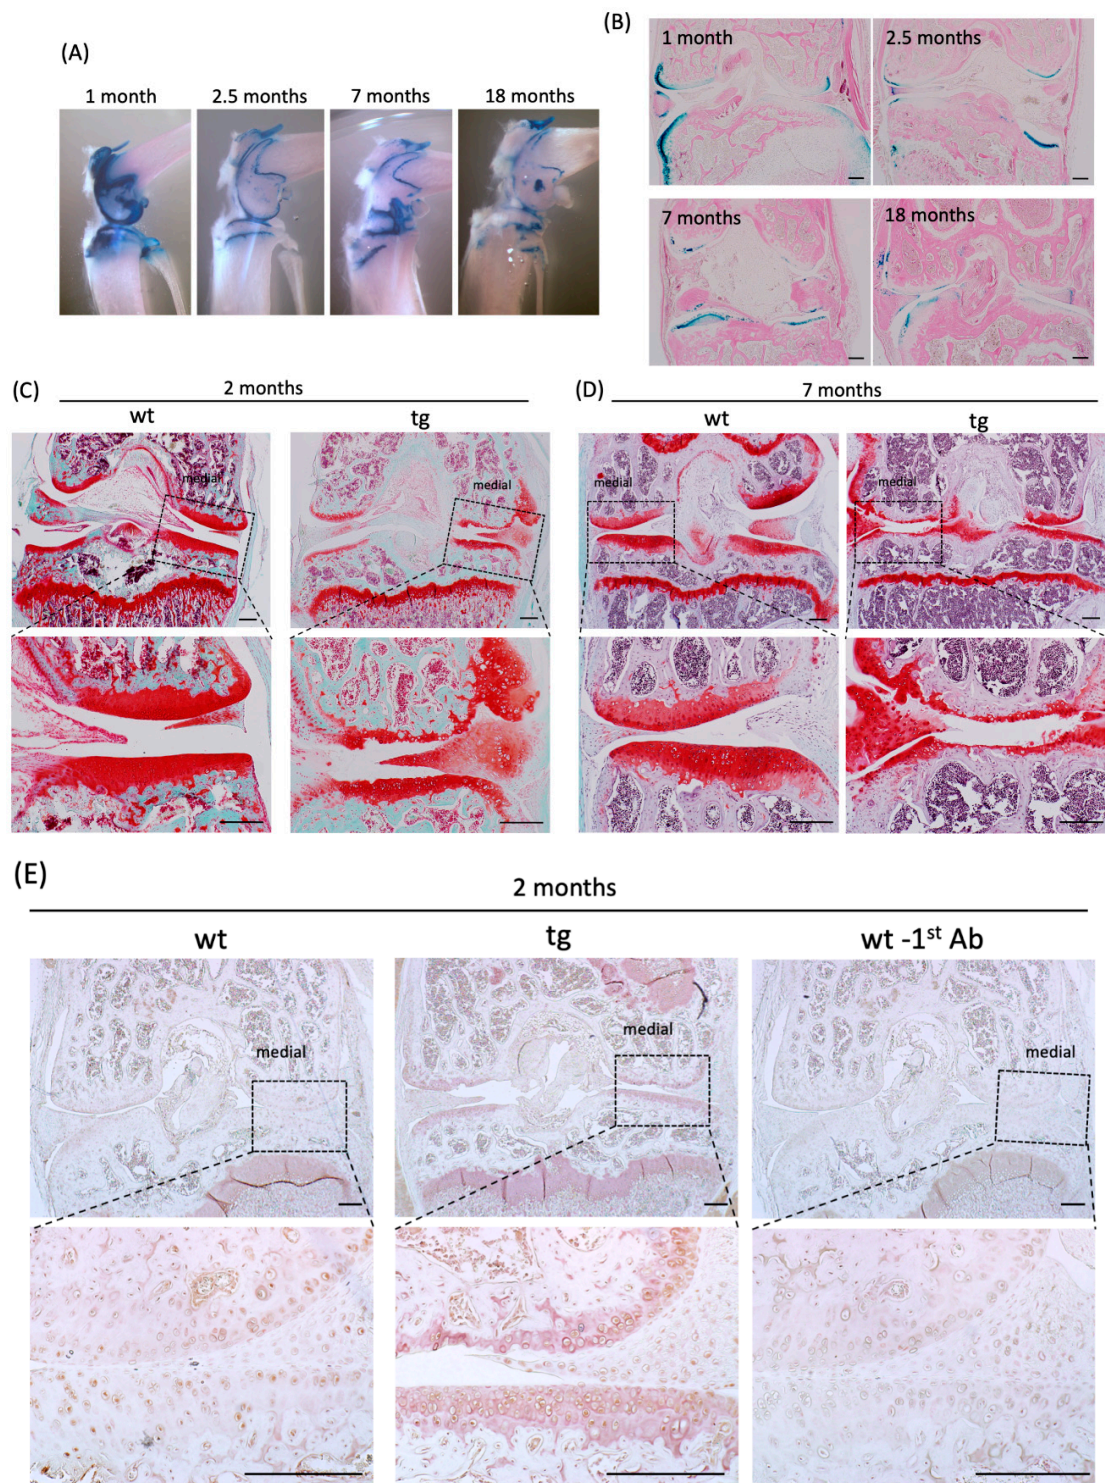 (A)
1 month 2.5 months 7 months 18 months
(B)
1 month 2.5 months
7 months 18 months
(C)
2 months
wt tg
medial medial
(D)
7 months
wt tg
medial medial
(E)
2 months
wt tg wt -1st Ab
medial medial medial